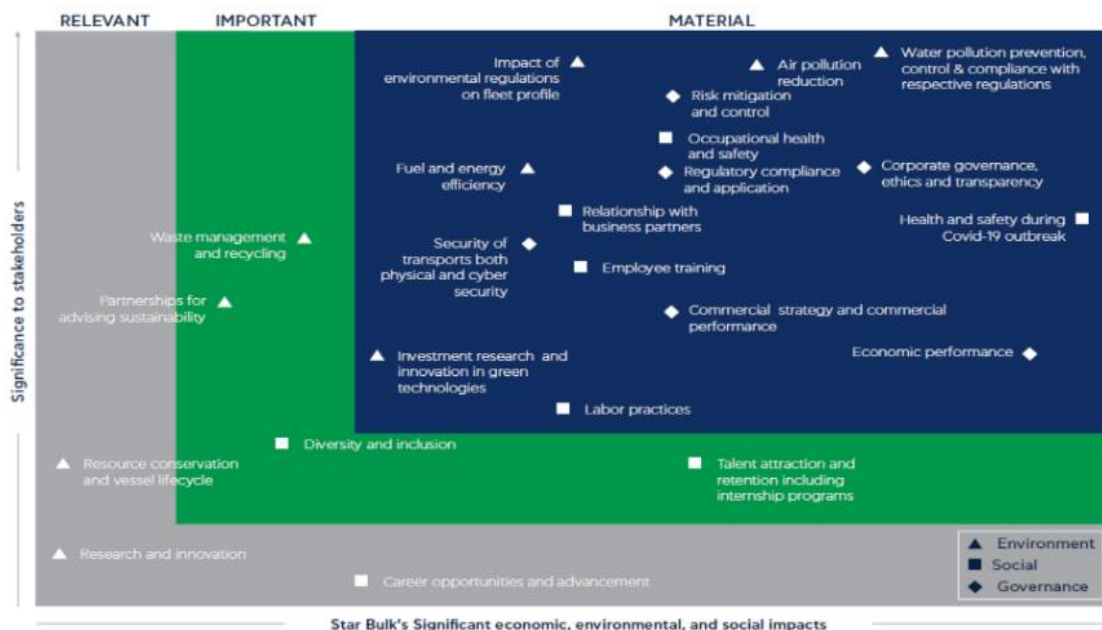 RELEVANT
IMPORTANT
MATERIAL
Significance to stakeholders
Impact of
environmental regulations
on fleet profile
Air pollution
reduction
Water pollution prevention,
control & compliance with
respective regulations
Risk mitigation
and control
Occupational health
and safety
Fuel and energy
efficiency
Regulatory compliance
and application
Corporate governance,
ethics and transparency
Relationship with
business partners
Health and safety during
Covid-19 outbreak
Waste management
and recycling
Security of
transports both
physical and cyber
security
Employee training
Partnerships for
advising sustainability
Commercial strategy and commercial
performance
Investment research and
innovation in green
technologies
Economic performance
Labor practices
Diversity and inclusion
Resource conservation
and vessel lifecycle
Talent attraction and
retention including
internship programs
Research and innovation
Career opportunities and advancement
Environment
Social
Governance
Star Bulk's Significant economic, environmental, and social impacts